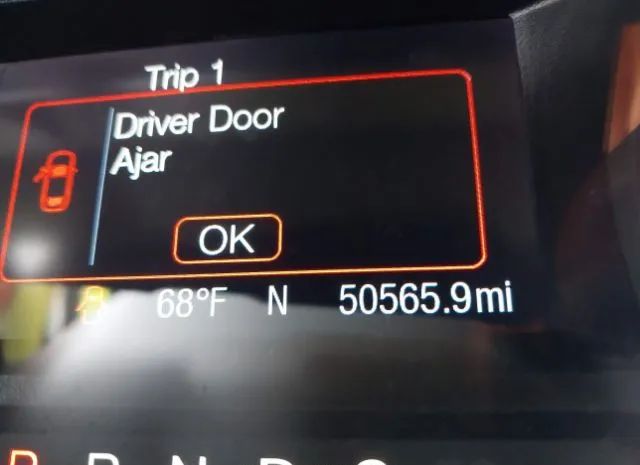 Trip 1
Driver Door
Ajar
OK
68°F N 50565.9mi
P R N D S